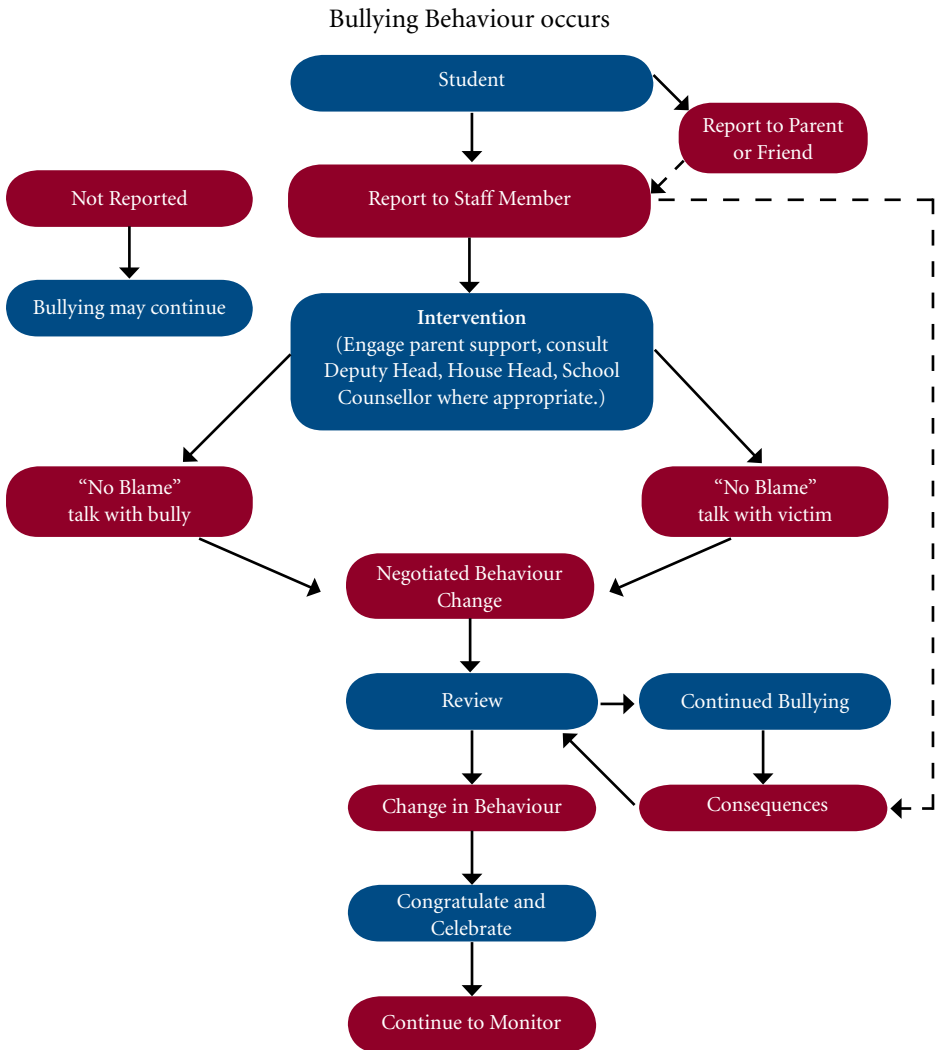 Bullying Behaviour occurs
Student
Report to Parent
or Friend
Not Reported
Report to Staff Member
Bullying may continue
Intervention
(Engage parent support, consult
Deputy Head, House Head, School
Counsellor where appropriate.)
“No Blame”
talk with bully
“No Blame”
talk with victim
Negotiated Behaviour
Change
Review
Continued Bullying
Change in Behaviour
Consequences
Congratulate and
Celebrate
Continue to Monitor